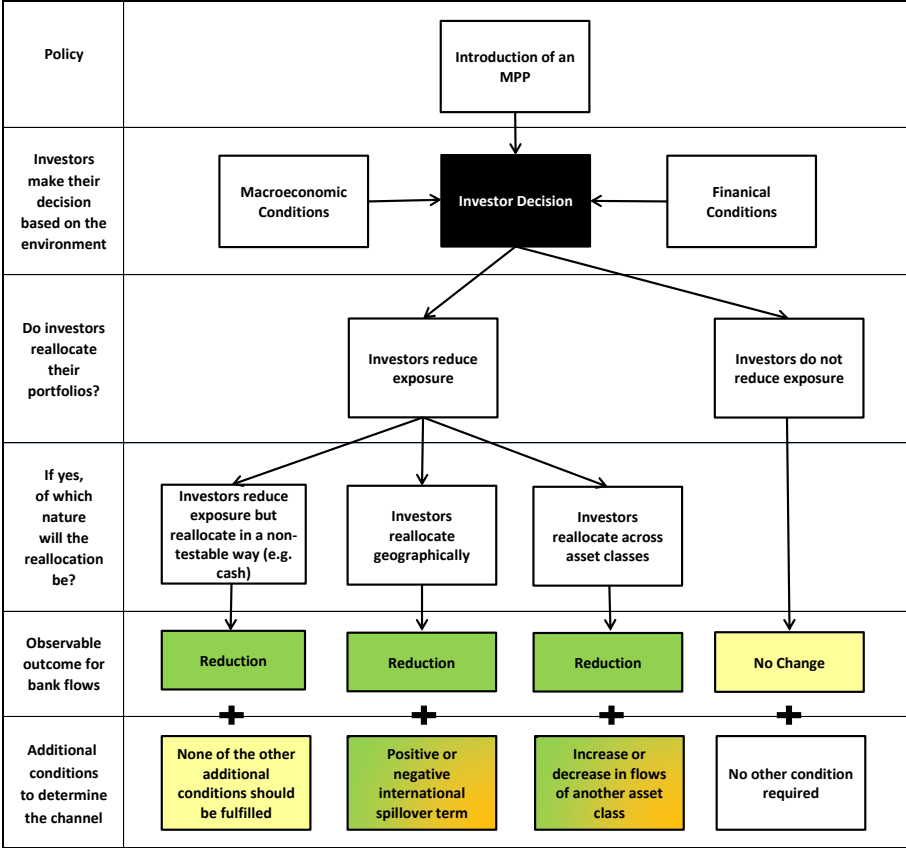 Policy
Introduction of an
MPP
Investors
make their
decision
based on the
environment
Macroeconomic
Conditions
Investor Decision
Finanical
Conditions
Do investors
reallocate
their
portfolios?
Investors reduce
exposure
Investors do not
reduce exposure
If yes,
of which
nature
will the
reallocation
be?
Investors reduce
exposure but
reallocate in a non-
testable way (e.g.
cash)
Investors
reallocate
geographically
Investors
reallocate across
asset classes
Observable
outcome for
bank flows
Reduction
Reduction
Reduction
No Change
Additional
conditions
to determine
the channel
None of the other
additional
conditions should
be fulfilled
Positive or
negative
international
spillover term
Increase or
decrease in flows
of another asset
class
No other condition
required